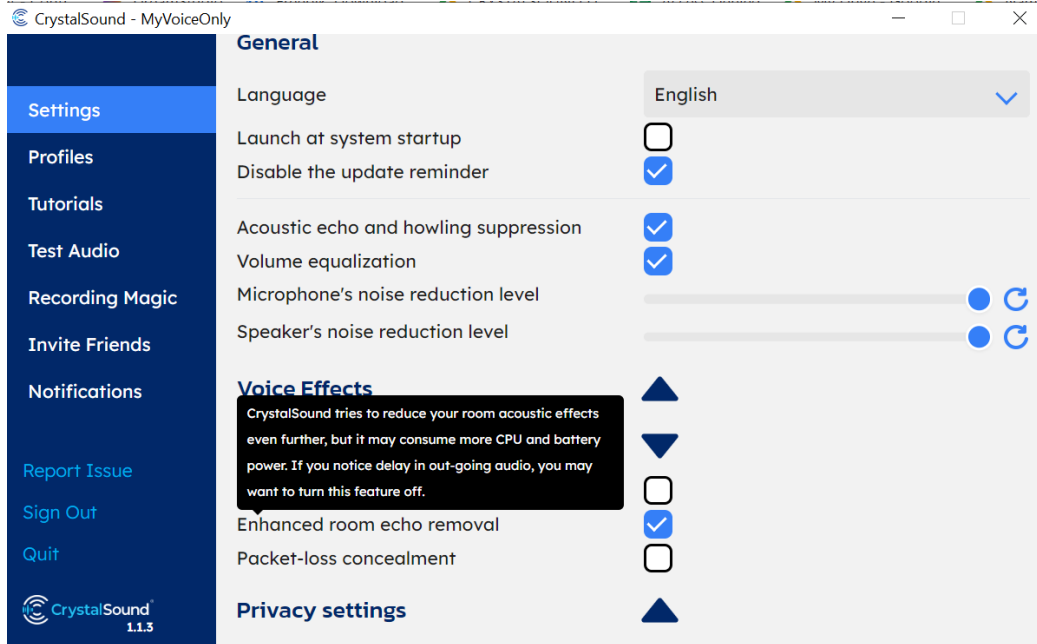 CrystalSound - MyVoiceOnly
Settings
Profiles
Tutorials
Test Audio
Recording Magic
Invite Friends
Notifications
Report Issue
Sign Out
Quit
CrystalSound
1.1.3
General
Language
English
Launch at system startup
Disable the update reminder
Acoustic echo and howling suppression
Volume equalization
Microphone's noise reduction level
Speaker's noise reduction level
Voice Effects
CrystalSound tries to reduce your room acoustic effects
even further, but it may consume more CPU and battery
power. If you notice delay in out-going audio, you may
want to turn this feature off.
Enhanced room echo removal
Packet-loss concealment
Privacy settings